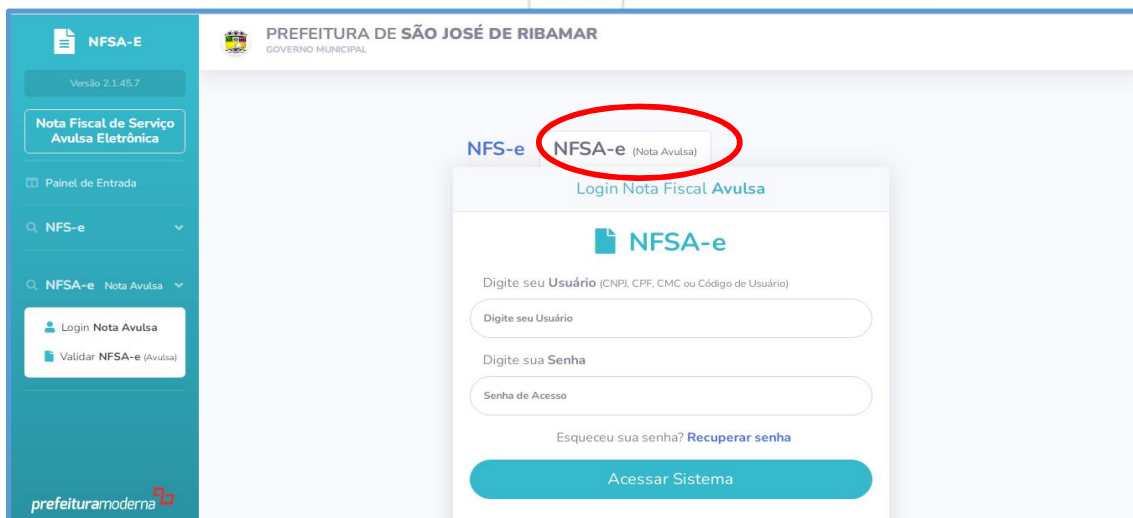 NFSA-E
Versão 2.1.45.7
Nota Fiscal de Serviço
Avulsa Eletrônica
Painel de Entrada
NFS-e
NFSA-e Nota Avulsa
Login Nota Avulsa
Validar NFSA-e (Avulsa)
prefeituramoderna
PREFEITURA DE SÃO JOSÉ DE RIBAMAR
GOVERNO MUNICIPAL
NFS-e NFSA-e (Nota Avulsa)
Login Nota Fiscal Avulsa
NFSA-e
Digite seu Usuário (CNPJ, CPF, CMC ou Código de Usuário)
Digite seu Usuário
Digite sua Senha
Senha de Acesso
Esqueceu sua senha? Recuperar senha
Acessar Sistema